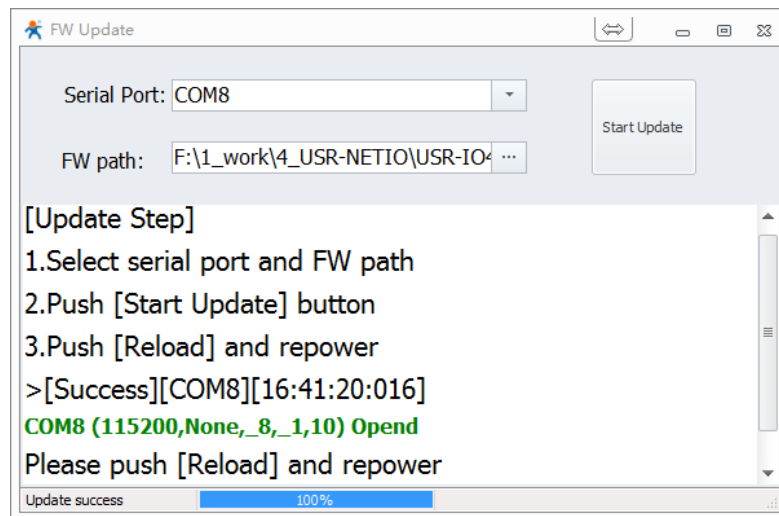 FW Update
Serial Port: COM8
Start Update
FW path: F:\1_work\4_USR-NETIO\USR-IO4 ...
[Update Step]
1.Select serial port and FW path
2.Push [Start Update] button
3.Push [Reload] and repower
>[Success][COM8][16:41:20:016]
COM8 (115200,None,_8,_1,10) Opend
Please push [Reload] and repower
Update success 100%